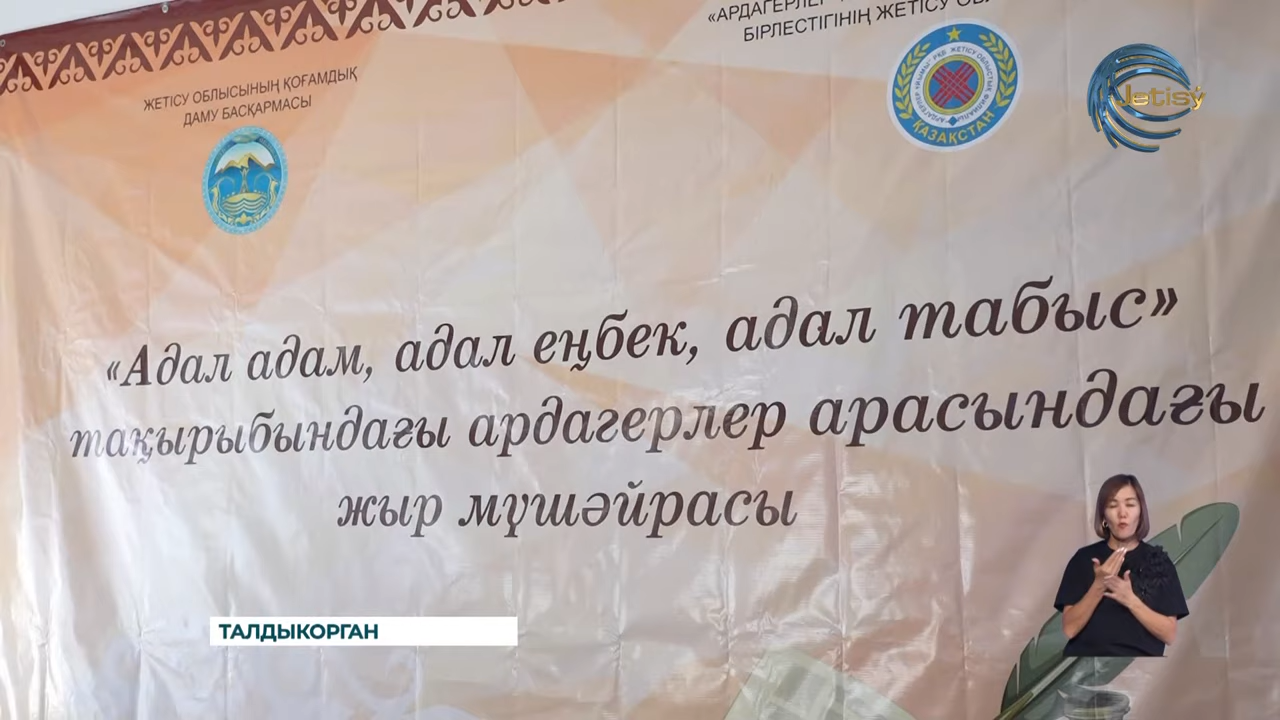 «АРДАГЕРЛЕР
БІРЛЕСТІГІНІҢ ЖЕТІСУ
ЖЕТІСУ ОБЛЫСЫНЫҢ ҚОҒАМДЫҚ
ДАМУ БАСҚАРМАСЫ
ҚАЗАҚСТАН
Jetisý
«Адал адам, адал еңбек, адал табыс»
тақырыбындағы ардагерлер арасындағы
жыр мүшәйрасы
ТАЛДЫКОРГАН